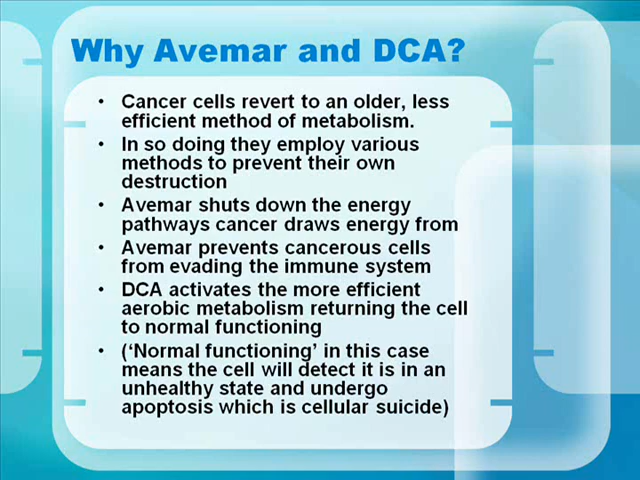 Why Avemar and DCA?
• Cancer cells revert to an older, less
efficient method of metabolism.
• In so doing they employ various
methods to prevent their own
destruction
• Avemar shuts down the energy
pathways cancer draws energy from
• Avemar prevents cancerous cells
from evading the immune system
• DCA activates the more efficient
aerobic metabolism returning the cell
to normal functioning
• (‘Normal functioning’ in this case
means the cell will detect it is in an
unhealthy state and undergo
apoptosis which is cellular suicide)